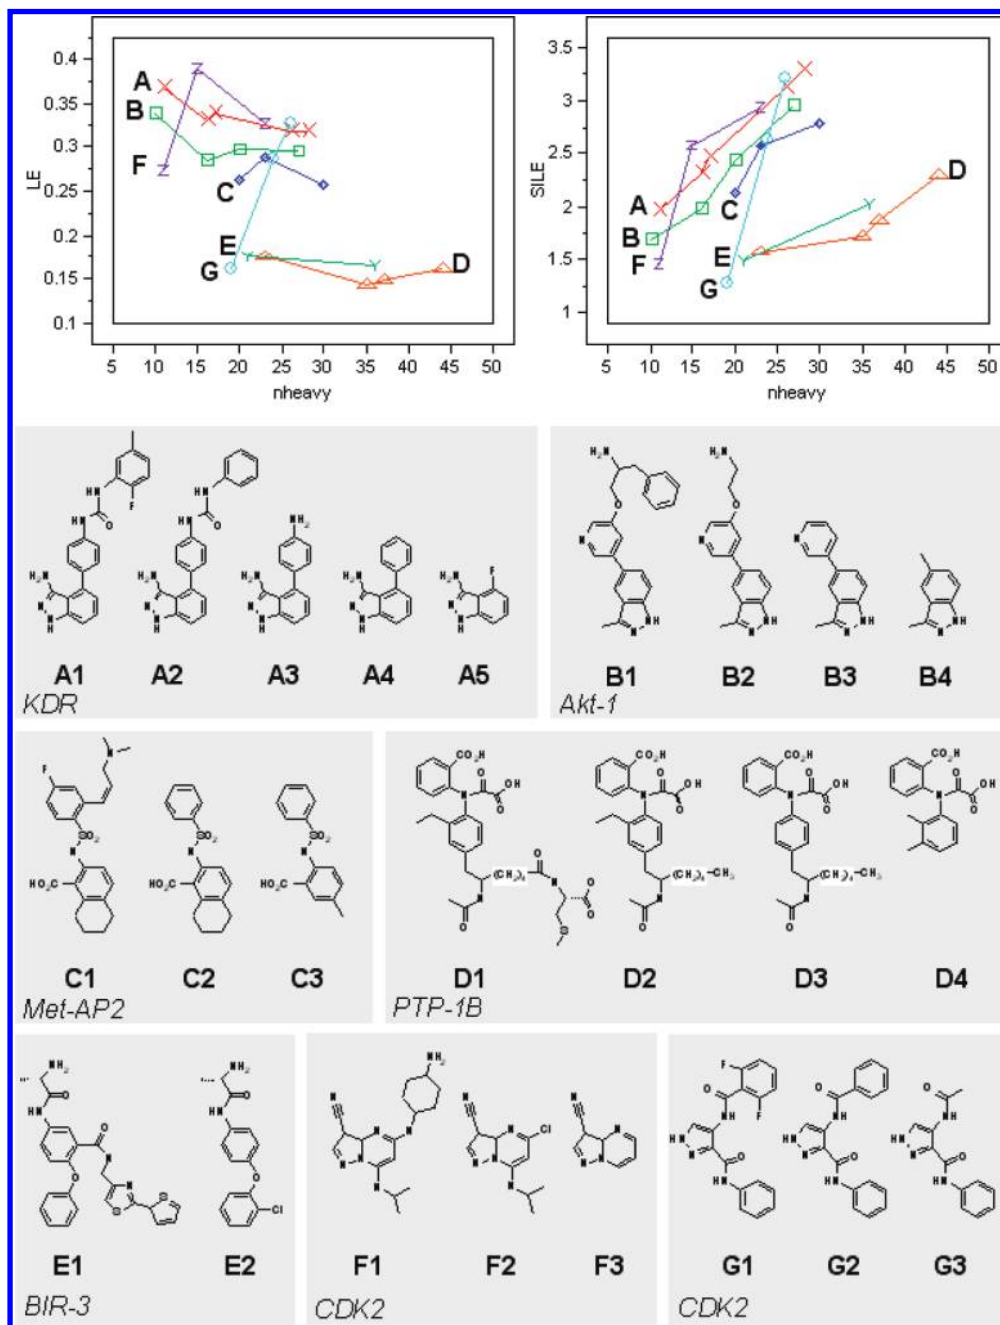 0.4
0.35
0.3
0.25
0.2
0.15
0.1
LE
A
B
F
C
E
G
D
5 10 15 20 25 30 35 40 45 50
nheavy
3.5
3
2.5
2
1.5
1
SILE
A
B
F
C
E
G
D
5 10 15 20 25 30 35 40 45 50
nheavy
A1 A2 A3 A4 A5
KDR
B1 B2 B3 B4
Akt-1
C1 C2 C3
Met-AP2
D1 D2 D3 D4
PTP-1B
E1 E2
BIR-3
F1 F2 F3
CDK2
G1 G2 G3
CDK2